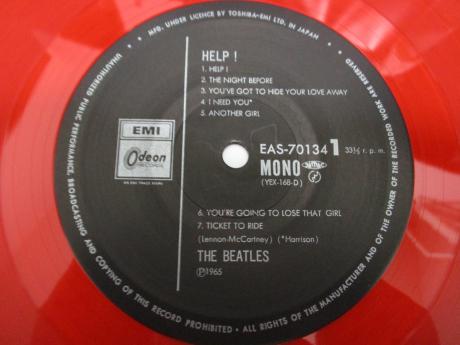 MFD. UNDER LICENCE BY TOSHIBA-EMI LTD. IN JAPAN
UNAUTHORIZED PUBLIC PERFORMANCE, BROADCASTING AND COPYING OF THIS RECORD PROHIBITED • ALL RIGHTS OF THE MANUFACTURER AND OF THE OWNER OF THE RECORDED WORK ARE RESERVED
HELP !
1. HELP !
2. THE NIGHT BEFORE
3. YOU'VE GOT TO HIDE YOUR LOVE AWAY
4. I NEED YOU*
5. ANOTHER GIRL
EMI
Odeon
RECORDS
EAS-70134 1 33⅓ r. p. m.
MONO
(YEX-168-D)
6. YOU'RE GOING TO LOSE THAT GIRL
7. TICKET TO RIDE
(Lennon-McCartney) (*Harrison)
THE BEATLES
Ⓟ1965